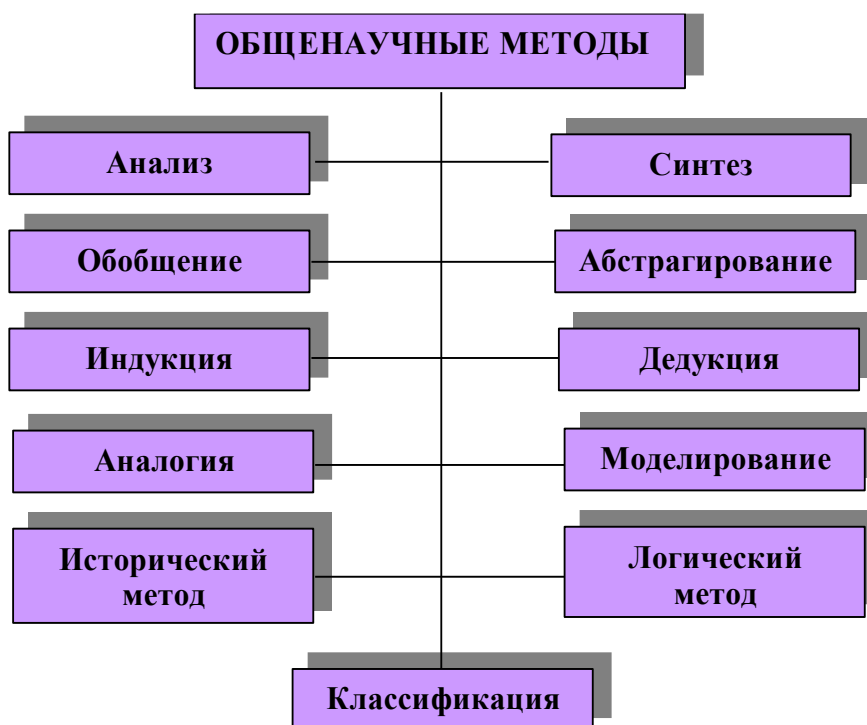 ОБЩЕНАУЧНЫЕ МЕТОДЫ
Анализ
Синтез
Обобщение
Абстрагирование
Индукция
Дедукция
Аналогия
Моделирование
Исторический
метод
Логический
метод
Классификация